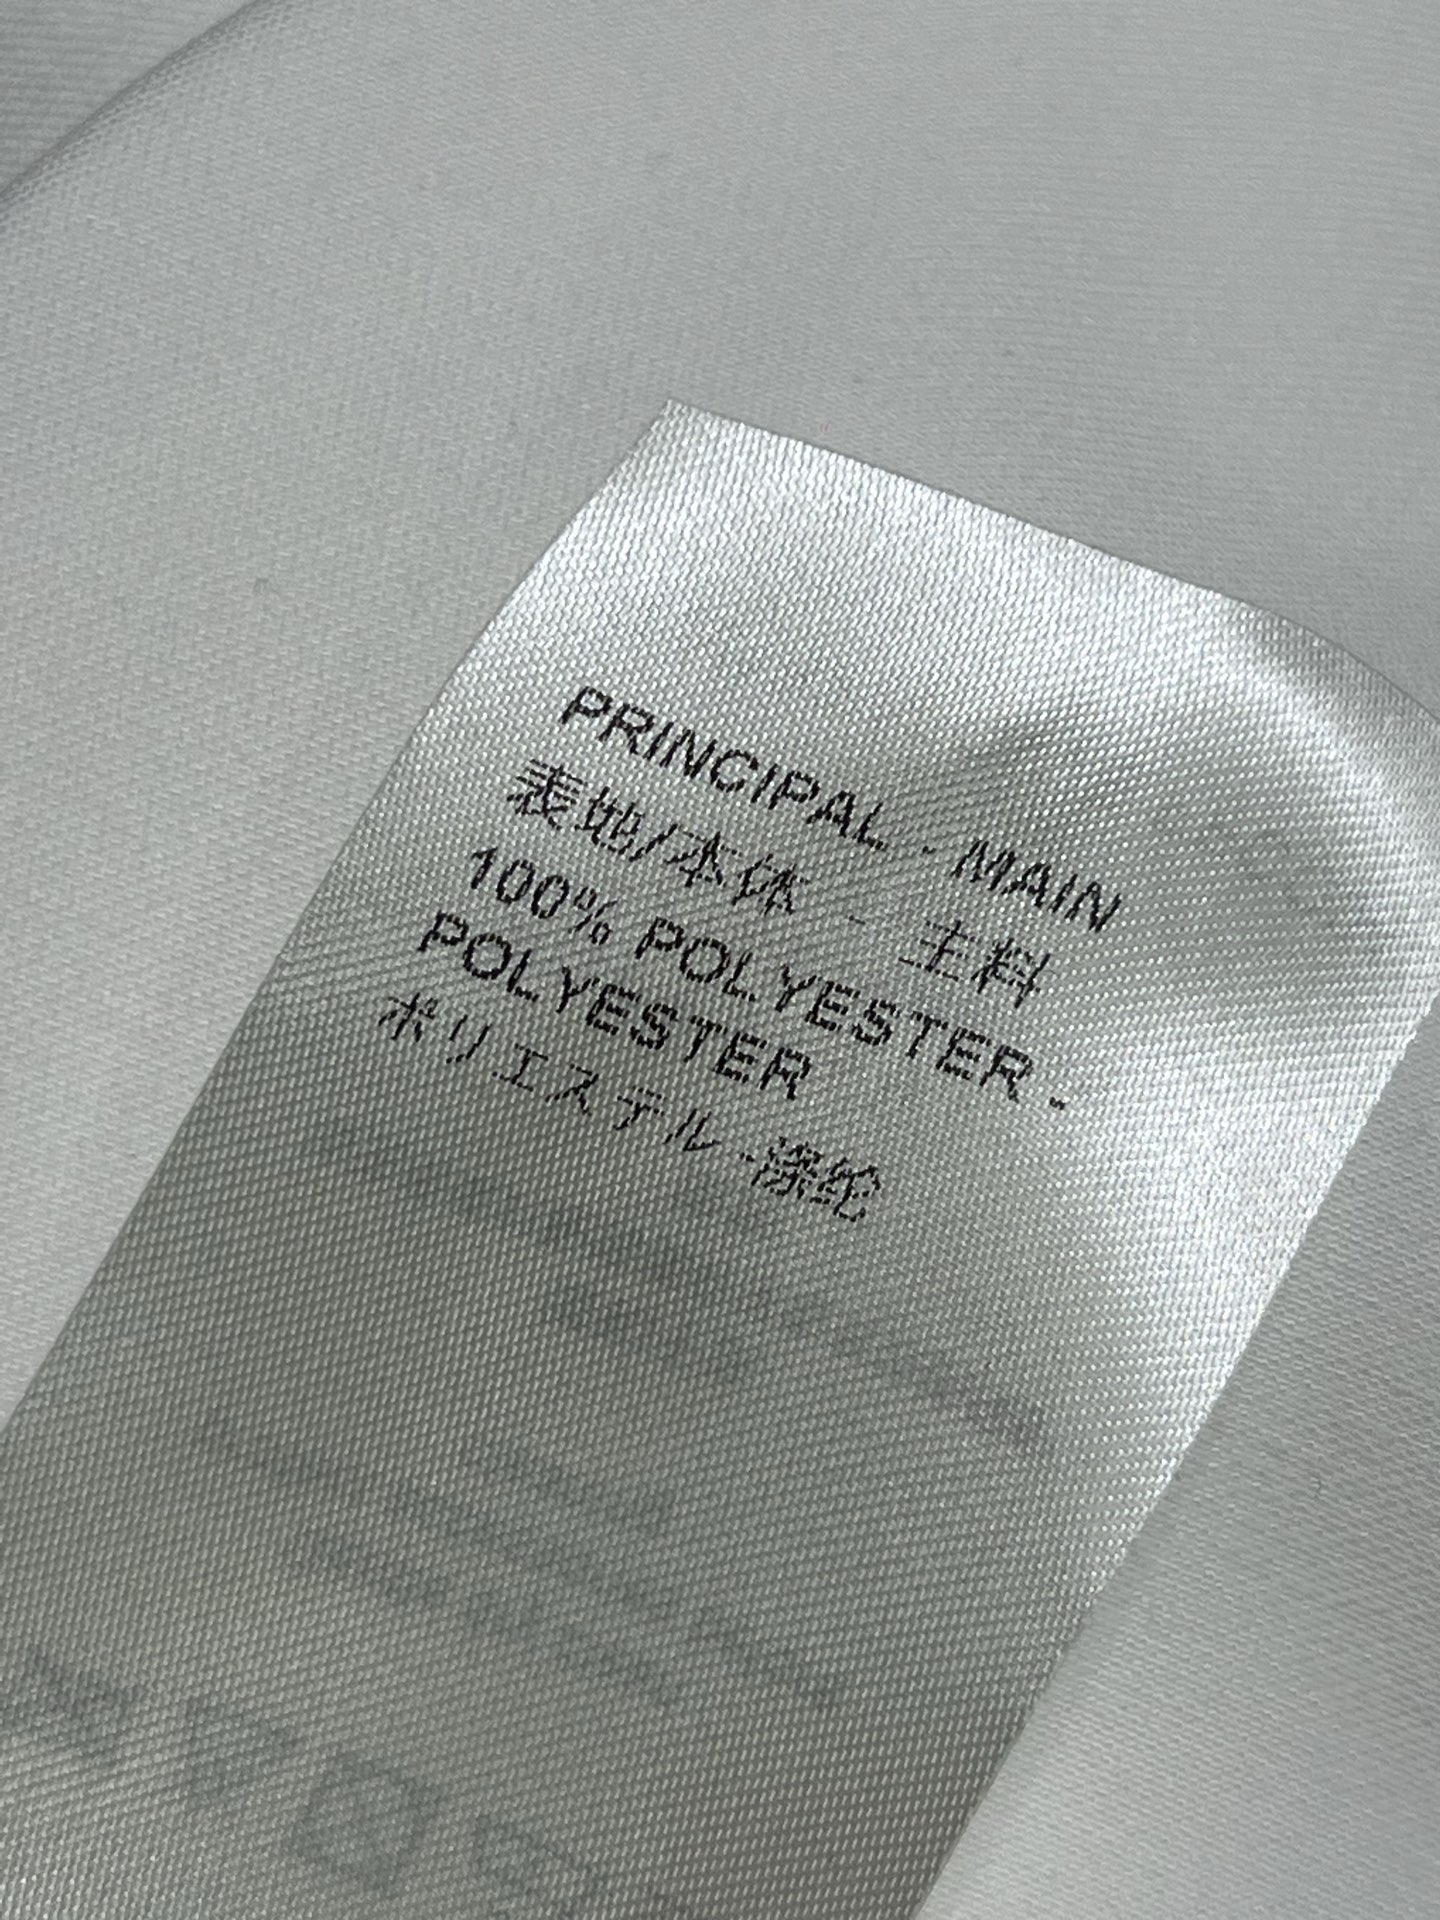 PRINCIPAL - MAIN
表地/本体 - 主料
100% POLYESTER -
POLYESTER
ポリエステル -涤纶